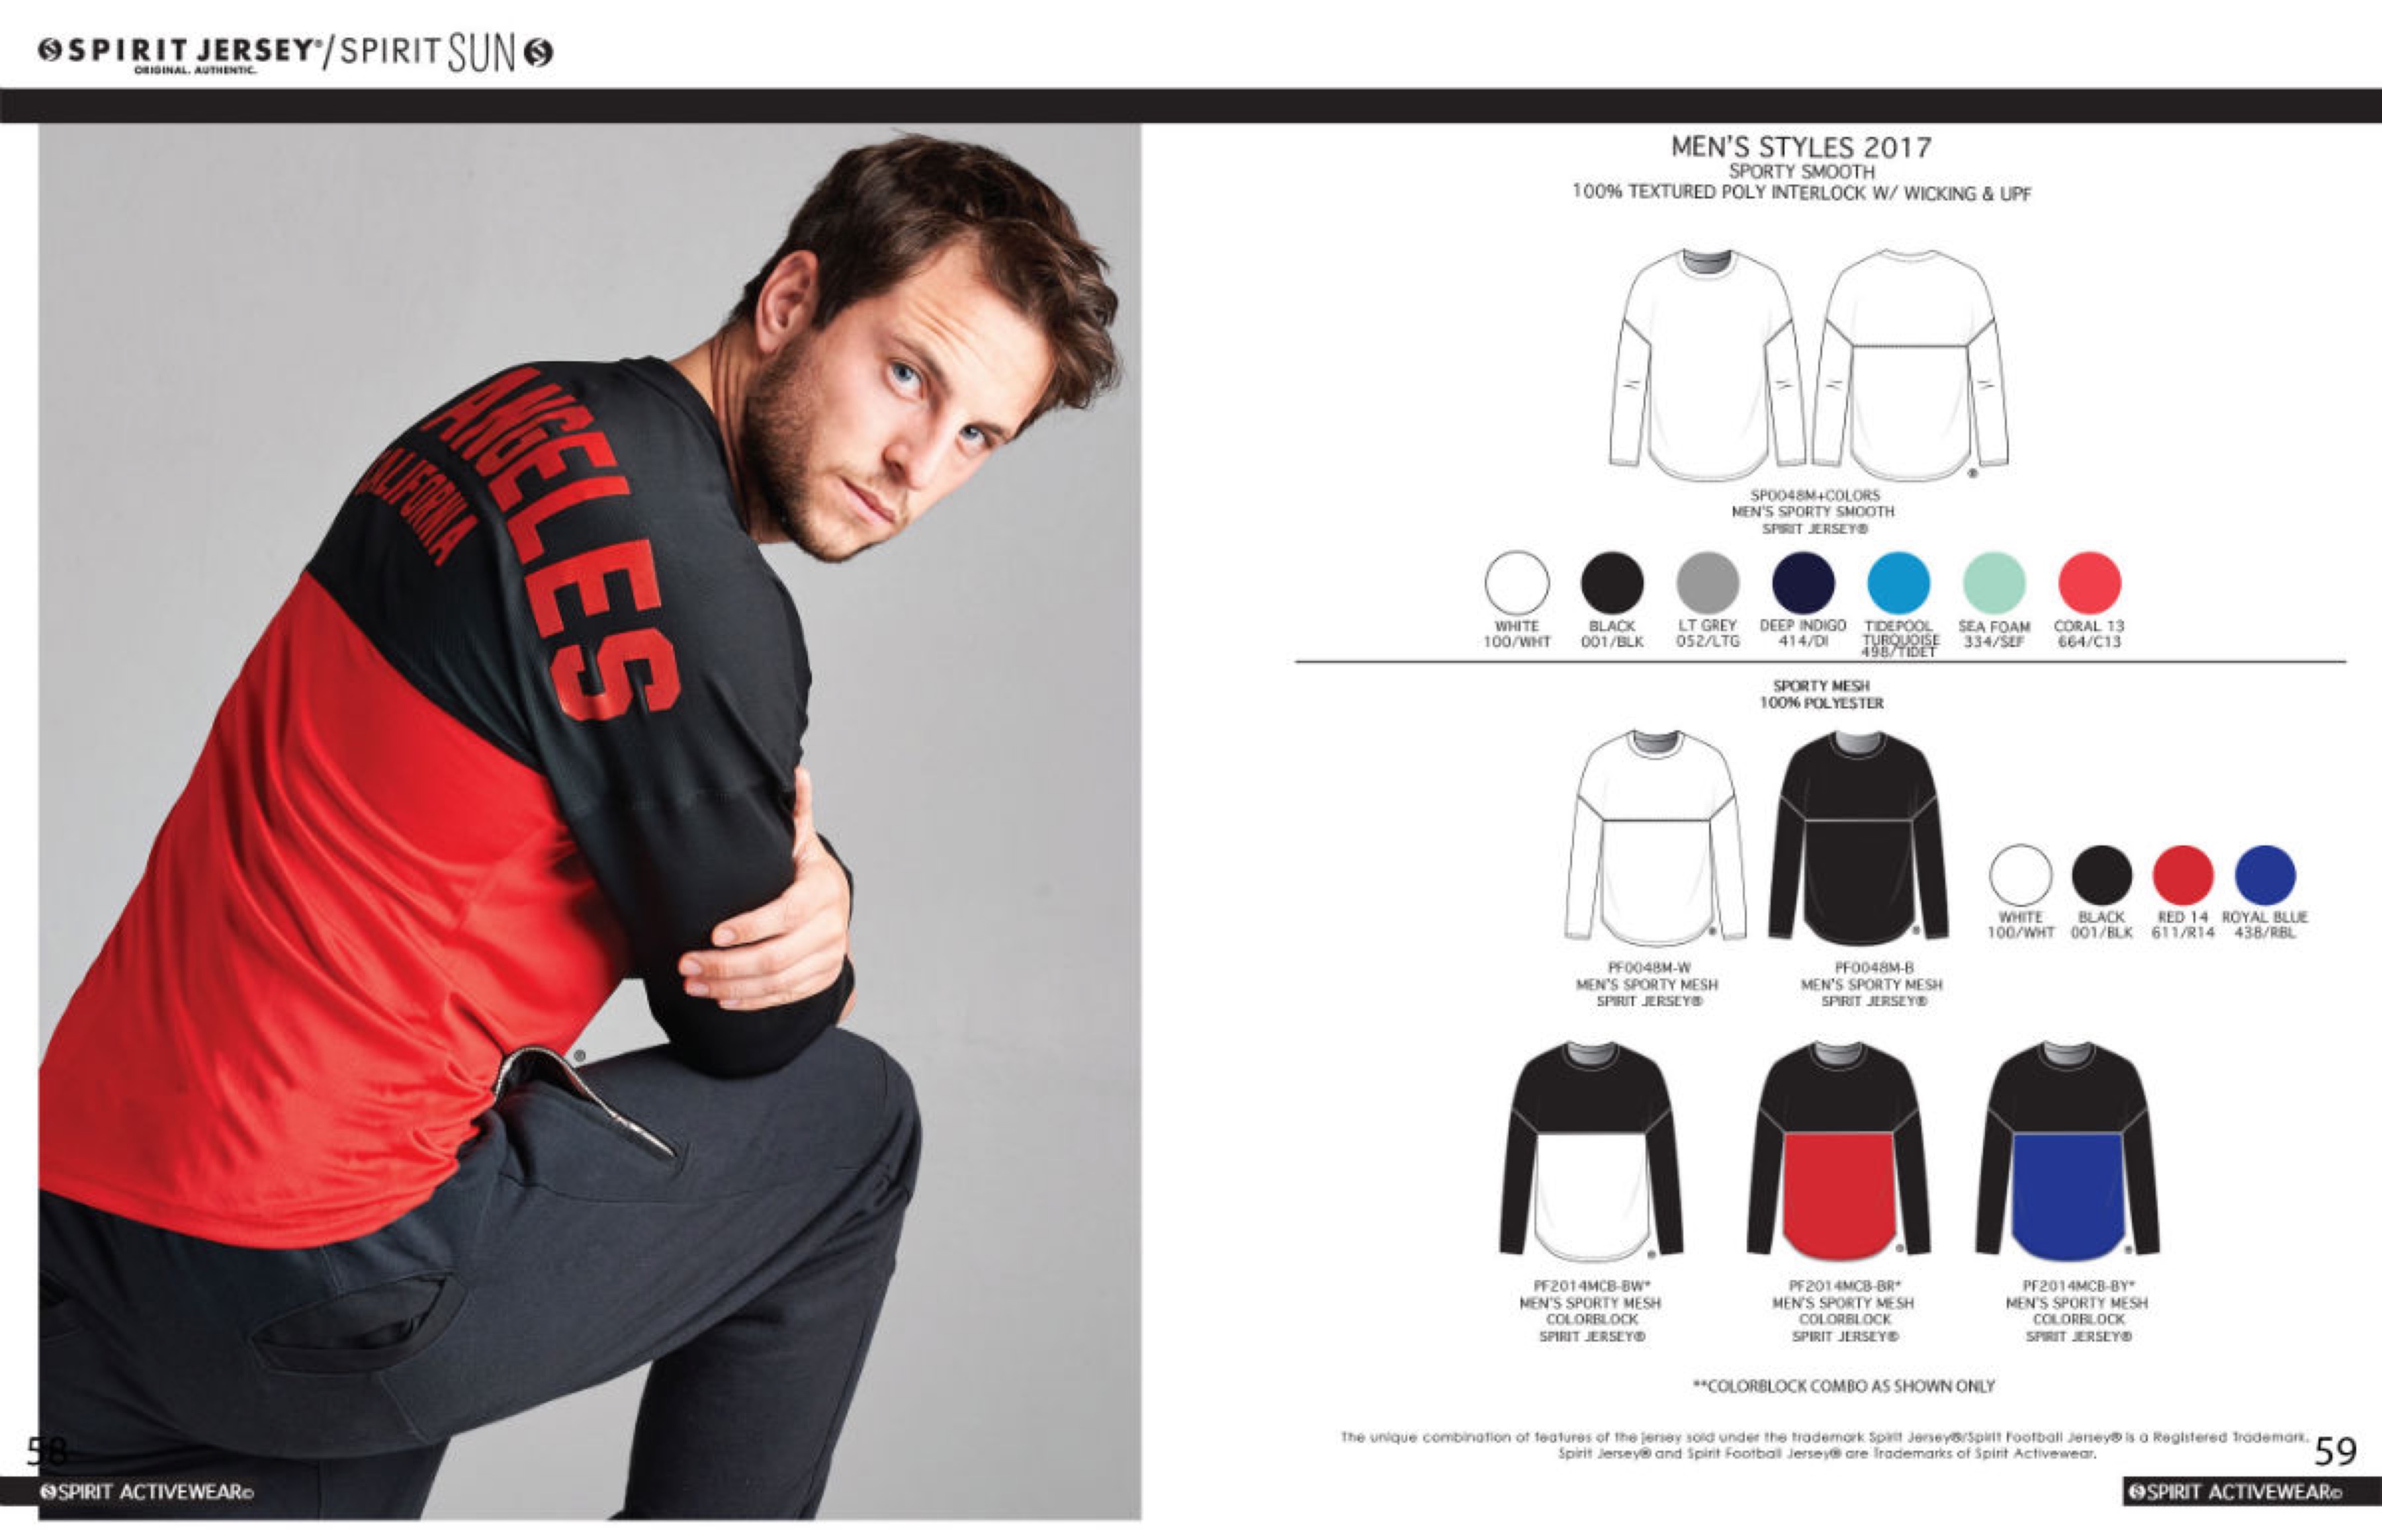 SPIRIT JERSEY®/SPIRIT SUN
ORIGINAL. AUTHENTIC.
ANGELES
CALIFORNIA
®
58
SPIRIT ACTIVEWEAR©
MEN'S STYLES 2017
SPORTY SMOOTH
100% TEXTURED POLY INTERLOCK W/ WICKING & UPF
®
SP0048M+COLORS
MEN'S SPORTY SMOOTH
SPIRIT JERSEY®
WHITE
100/WHT
BLACK
001/BLK
LT GREY
052/LTG
DEEP INDIGO
414/DI
TIDEPOOL
TURQUOISE
498/TIDET
SEA FOAM
334/SEF
CORAL 13
664/C13
SPORTY MESH
100% POLYESTER
®
®
WHITE
100/WHT
BLACK
001/BLK
RED 14
611/R14
ROYAL BLUE
438/RBL
PF0048M-W
MEN'S SPORTY MESH
SPIRIT JERSEY®
PF0048M-B
MEN'S SPORTY MESH
SPIRIT JERSEY®
®
®
®
PF2014MCB-BW*
MEN'S SPORTY MESH
COLORBLOCK
SPIRIT JERSEY®
PF2014MCB-BR*
MEN'S SPORTY MESH
COLORBLOCK
SPIRIT JERSEY®
PF2014MCB-BY*
MEN'S SPORTY MESH
COLORBLOCK
SPIRIT JERSEY®
**COLORBLOCK COMBO AS SHOWN ONLY
The unique combination of features of the jersey sold under the trademark Spirit Jersey®/Spirit Football Jersey® is a Registered Trademark.
Spirit Jersey® and Spirit Football Jersey® are Trademarks of Spirit Activewear.
59
SPIRIT ACTIVEWEAR©